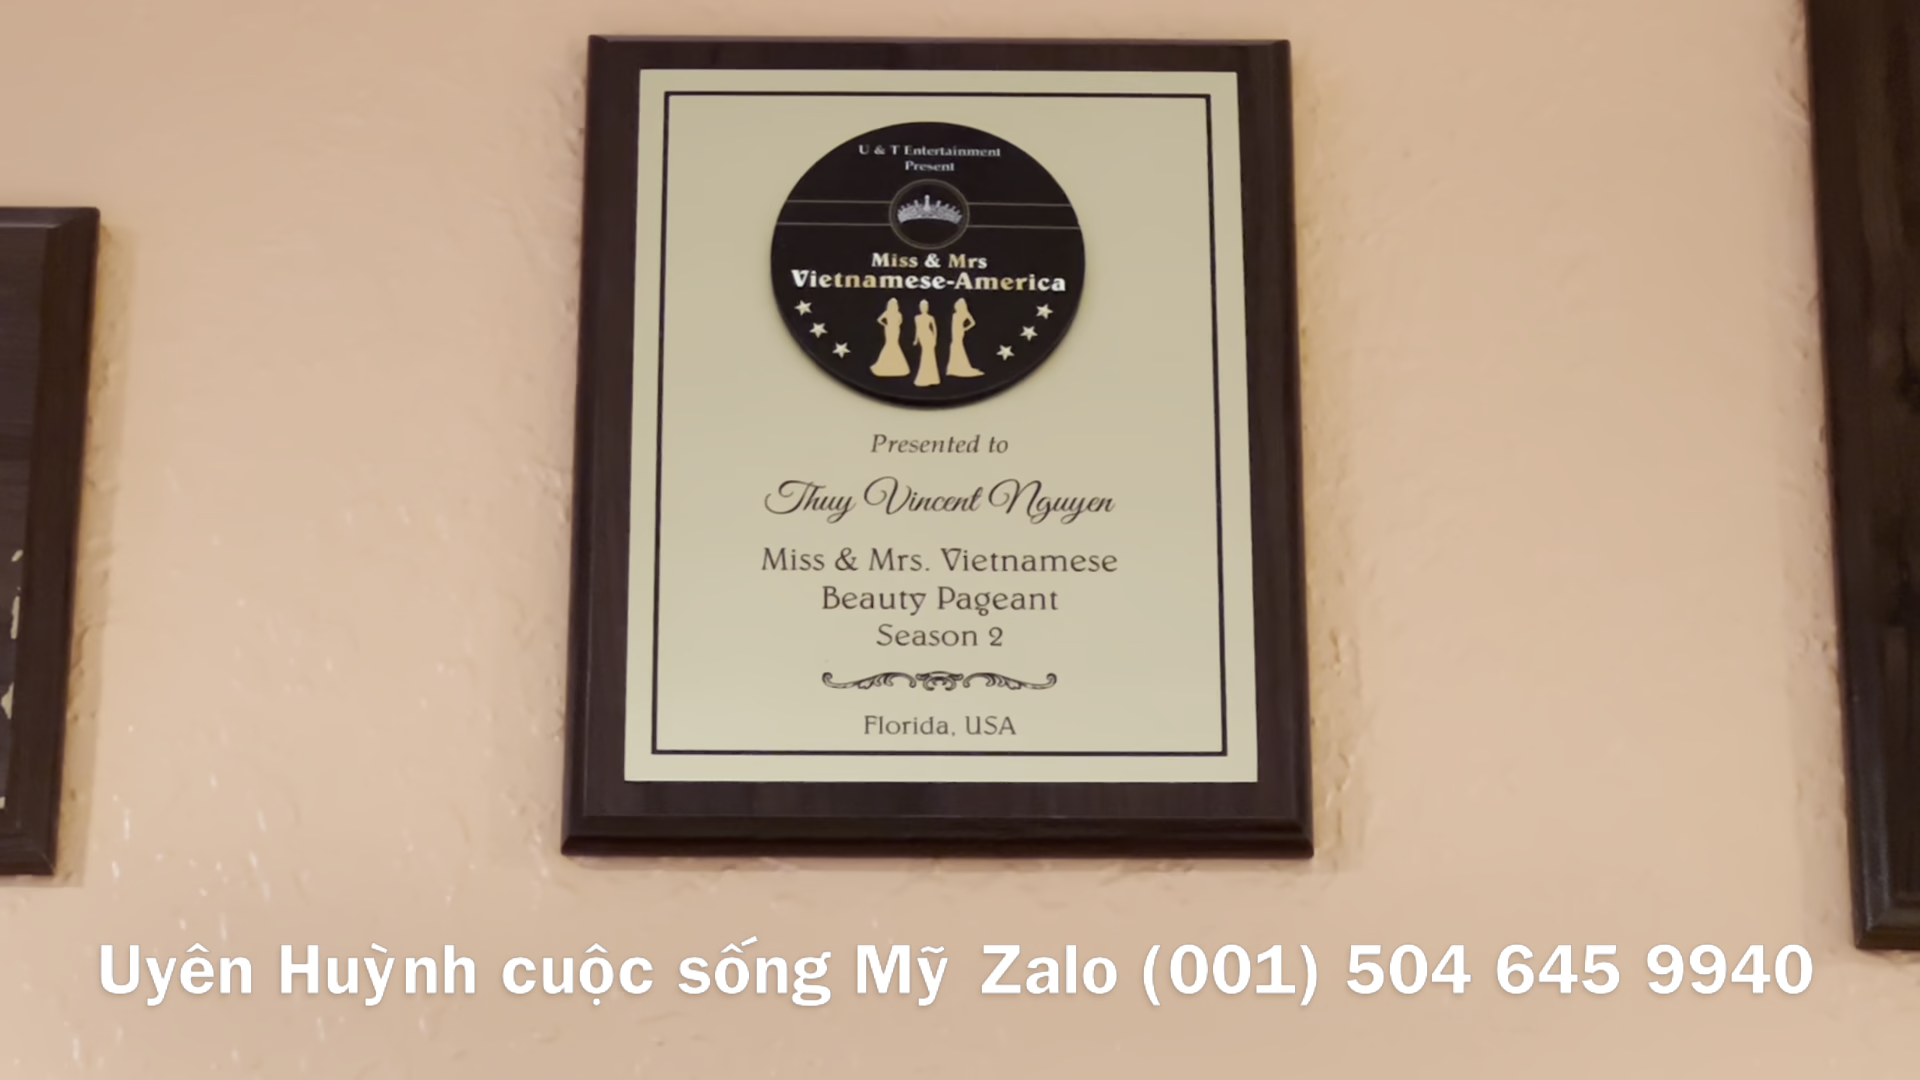 U & T Entertainment
Present
Miss & Mrs
Vietnamese-America
Presented to
Thuy Vincent Nguyen
Miss & Mrs. Vietnamese
Beauty Pageant
Season 2
Florida, USA
Uyên Huỳnh cuộc sống Mỹ Zalo (001) 504 645 9940